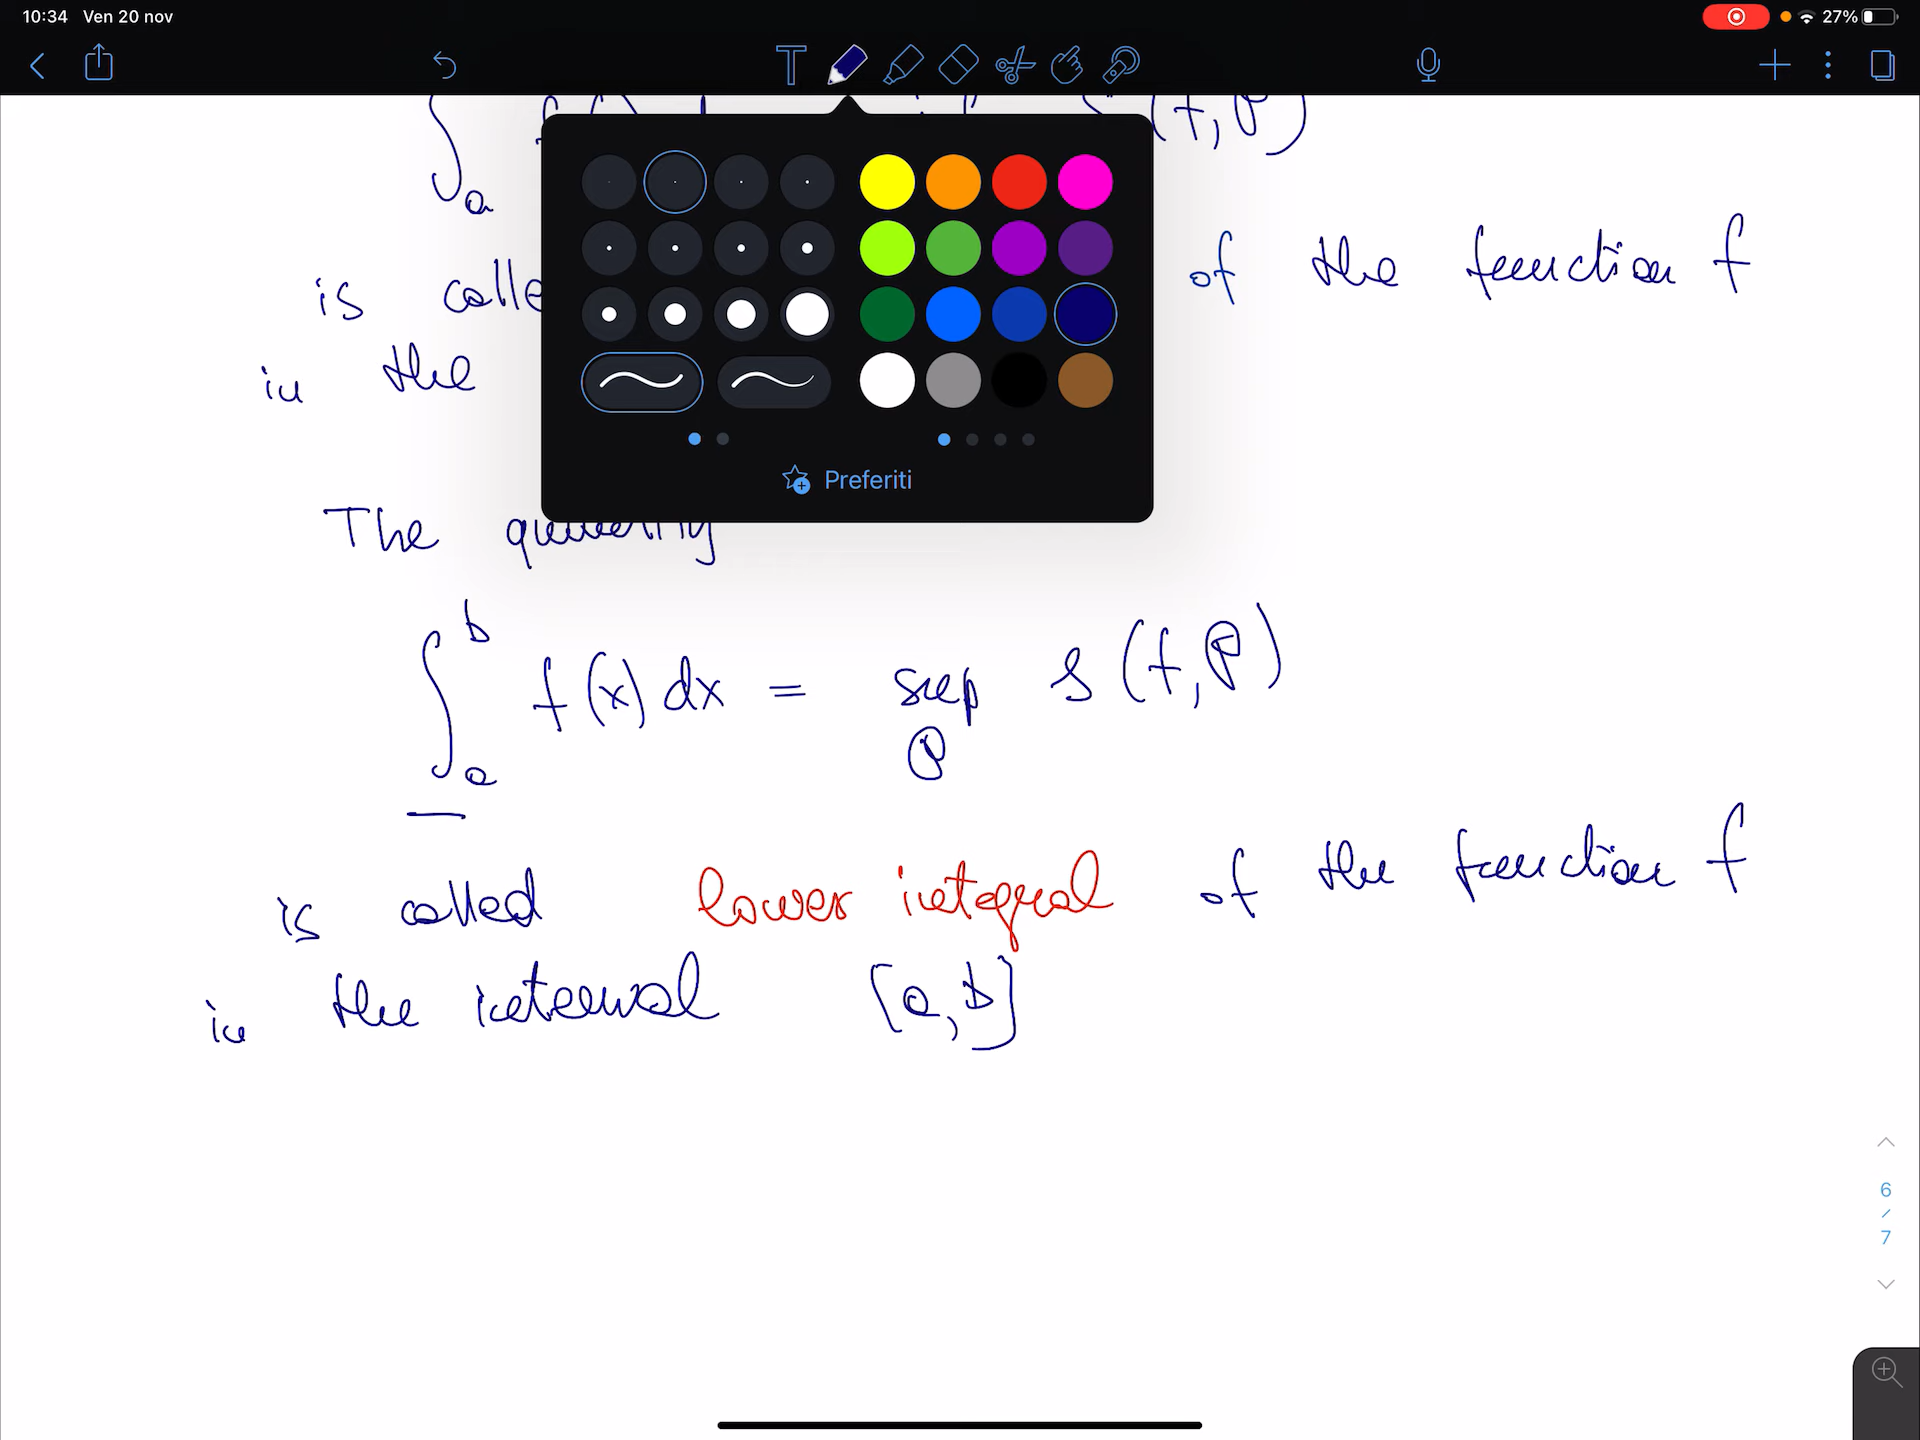 10:34 Ven 20 nov 27%
∫ₐ S(f,P)
is calle of the function f
in the
Preferiti
The quantity
∫ₐᵇ f(x) dx = sup s(f,P)
P
is called lower integral of the function f
in the interval [a,b]
6
/
7